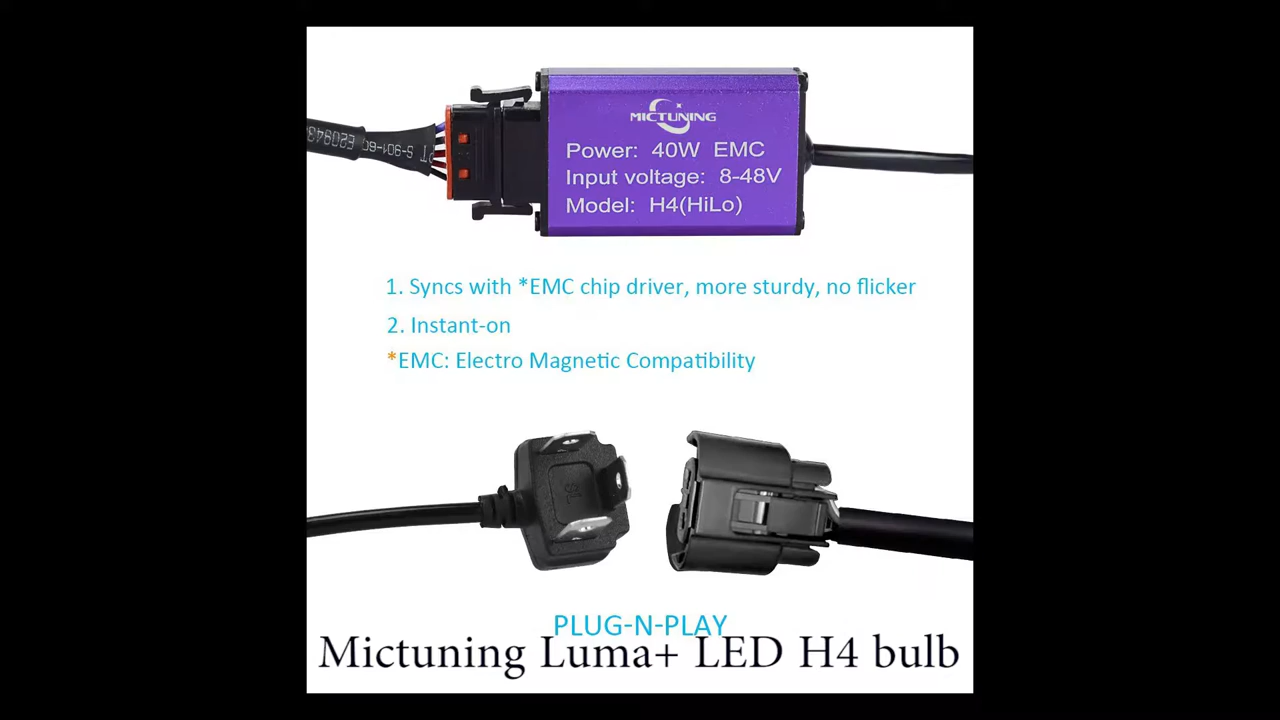 MICTUNING
Power: 40W EMC
Input voltage: 8-48V
Model: H4(HiLo)
1. Syncs with *EMC chip driver, more sturdy, no flicker
2. Instant-on
*EMC: Electro Magnetic Compatibility
PLUG-N-PLAY
Mictuning Luma+ LED H4 bulb